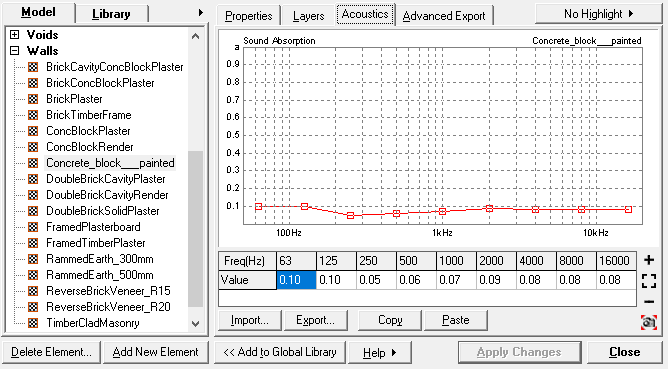 Model Library
Voids
Walls
BrickCavityConcBlockPlaster
BrickConcBlockPlaster
BrickPlaster
BrickTimberFrame
ConcBlockPlaster
ConcBlockRender
Concrete_block___painted
DoubleBrickCavityPlaster
DoubleBrickCavityRender
DoubleBrickSolidPlaster
FramedPlasterboard
FramedTimberPlaster
RammedEarth_300mm
RammedEarth_500mm
ReverseBrickVeneer_R15
ReverseBrickVeneer_R20
TimberCladMasonry
Delete Element... Add New Element
Properties Layers Acoustics Advanced Export No Highlight
a Sound Absorption Concrete_block___painted
0.9
0.8
0.7
0.6
0.5
0.4
0.3
0.2
0.1
100Hz 1kHz 10kHz
Freq(Hz) 63 125 250 500 1000 2000 4000 8000 16000
Value 0.10 0.10 0.05 0.06 0.07 0.09 0.08 0.08 0.08
Import... Export... Copy Paste
<< Add to Global Library Help Apply Changes Close